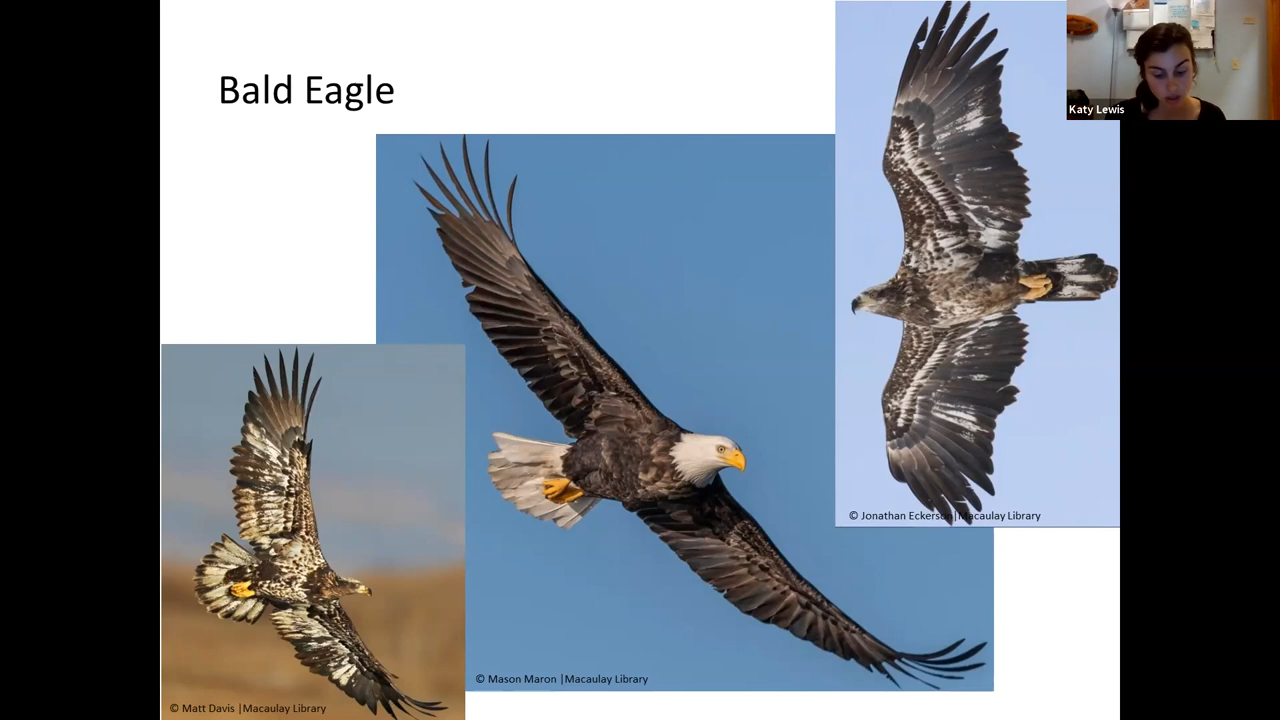 Bald Eagle
Katy Lewis
© Jonathan Eckerson|Macaulay Library
© Mason Maron |Macaulay Library
© Matt Davis |Macaulay Library